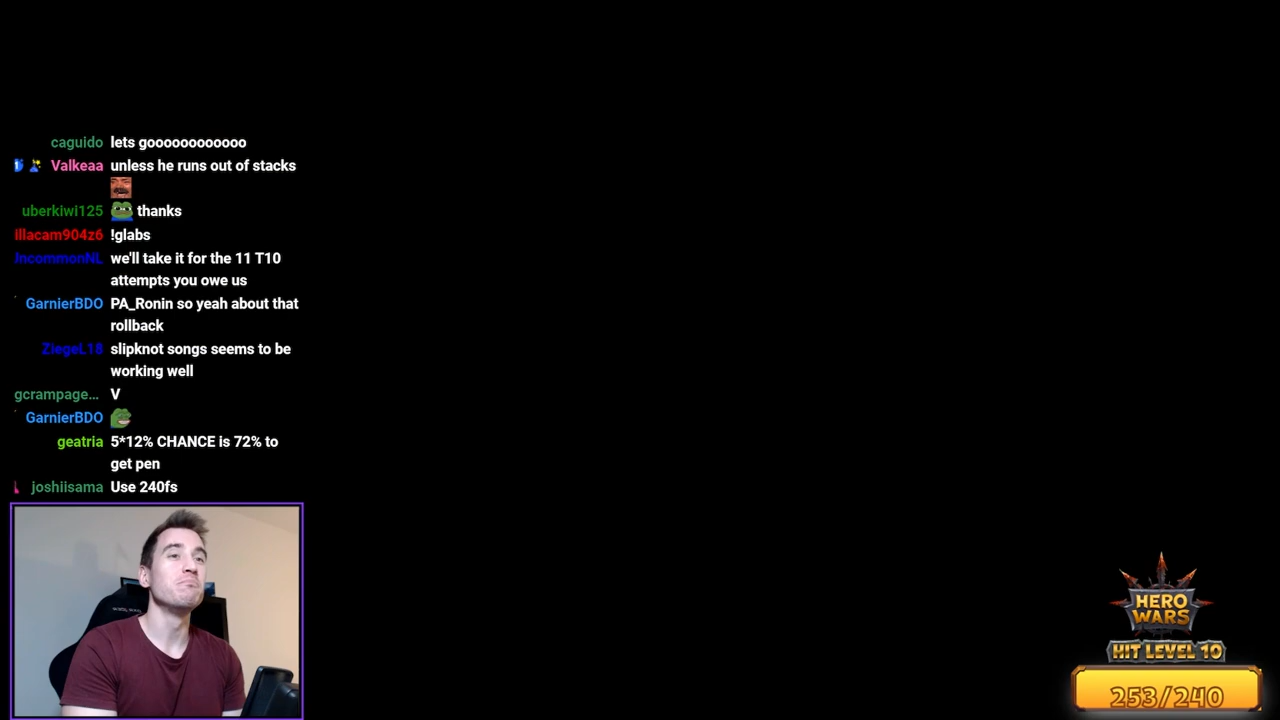 caguido lets goooooooooooo
Valkeaa unless he runs out of stacks
uberkiwi125 thanks
illacam904z6 !glabs
IncommonNL we'll take it for the 11 T10
attempts you owe us
GarnierBDO PA_Ronin so yeah about that
rollback
ZiegeL18 slipknot songs seems to be
working well
gcrampage... V
GarnierBDO
geatria 5*12% CHANCE is 72% to
get pen
joshiisama Use 240fs
HERO
WARS
HIT LEVEL 10
253/240